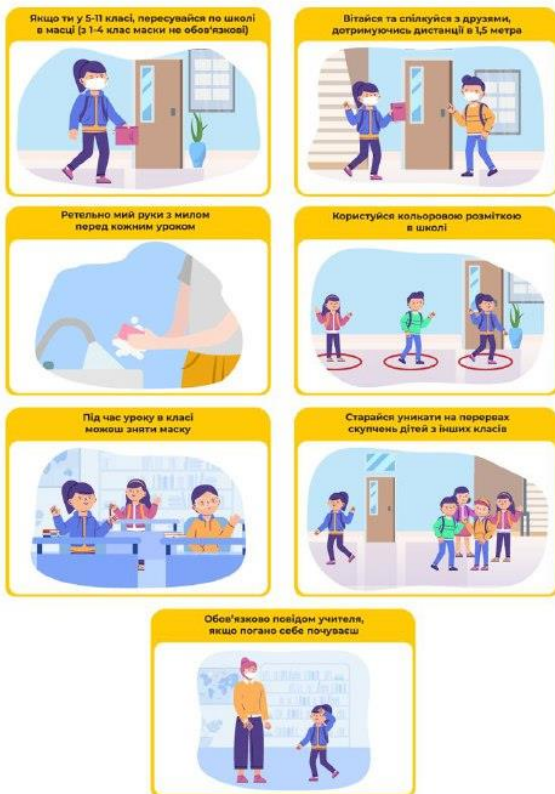 Якщо ти у 5-11 класі, пересувайся по школі
в масці (з 1-4 клас маски не обов'язкові)
Вітайся та спілкуйся з друзями,
дотримуючись дистанції в 1,5 метра
Ретельно мий руки з милом
перед кожним уроком
Користуйся кольоровою розміткою
в школі
Під час уроку в класі
можош зняти маску
Старайся уникати на перервах
скупчень дітей з інших класів
Обов'язково повідом учителя,
якщо погано себе почуваєш